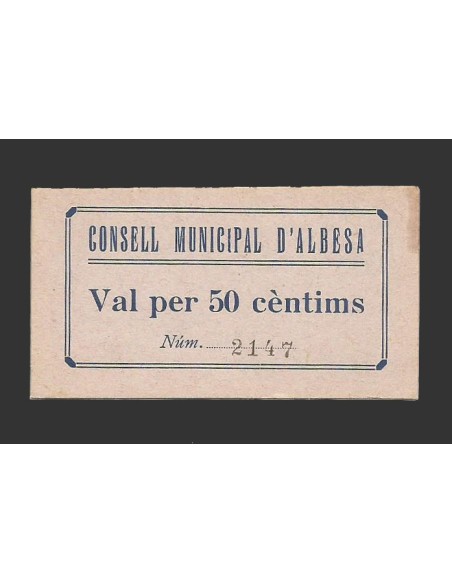 CONSELL MUNICIPAL D'ALBESA
Val per 50 cèntims
Núm. 2147